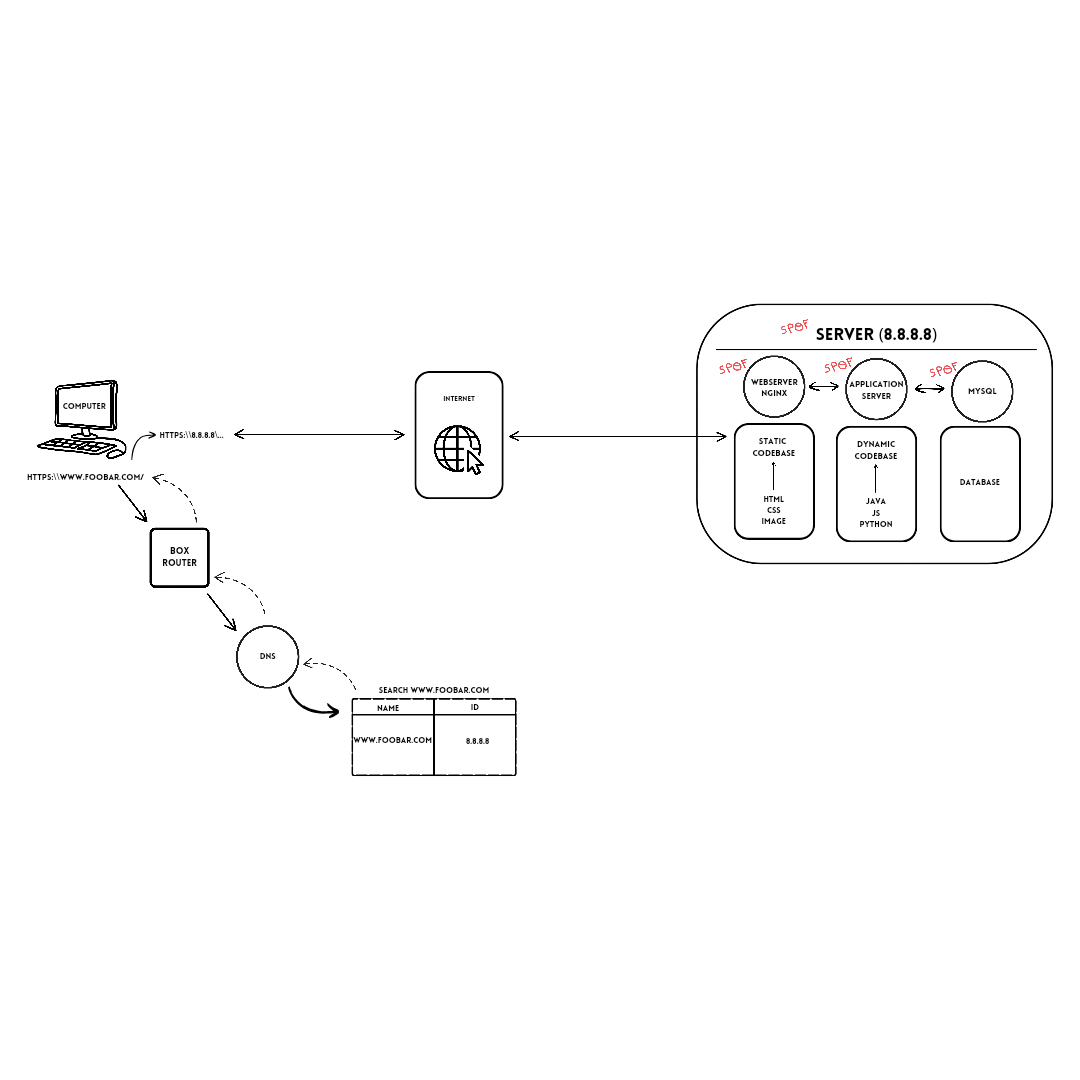 COMPUTER
HTTPS:\\8.8.8.8\...
HTTPS:\\WWW.FOOBAR.COM/
BOX
ROUTER
DNS
SEARCH WWW.FOOBAR.COM
NAME ID
WWW.FOOBAR.COM 8.8.8.8
INTERNET
SPOF
SERVER (8.8.8.8)
SPOF
WEBSERVER
NGINX
SPOF
APPLICATION
SERVER
SPOF
MYSQL
STATIC
CODEBASE
HTML
CSS
IMAGE
DYNAMIC
CODEBASE
JAVA
JS
PYTHON
DATABASE